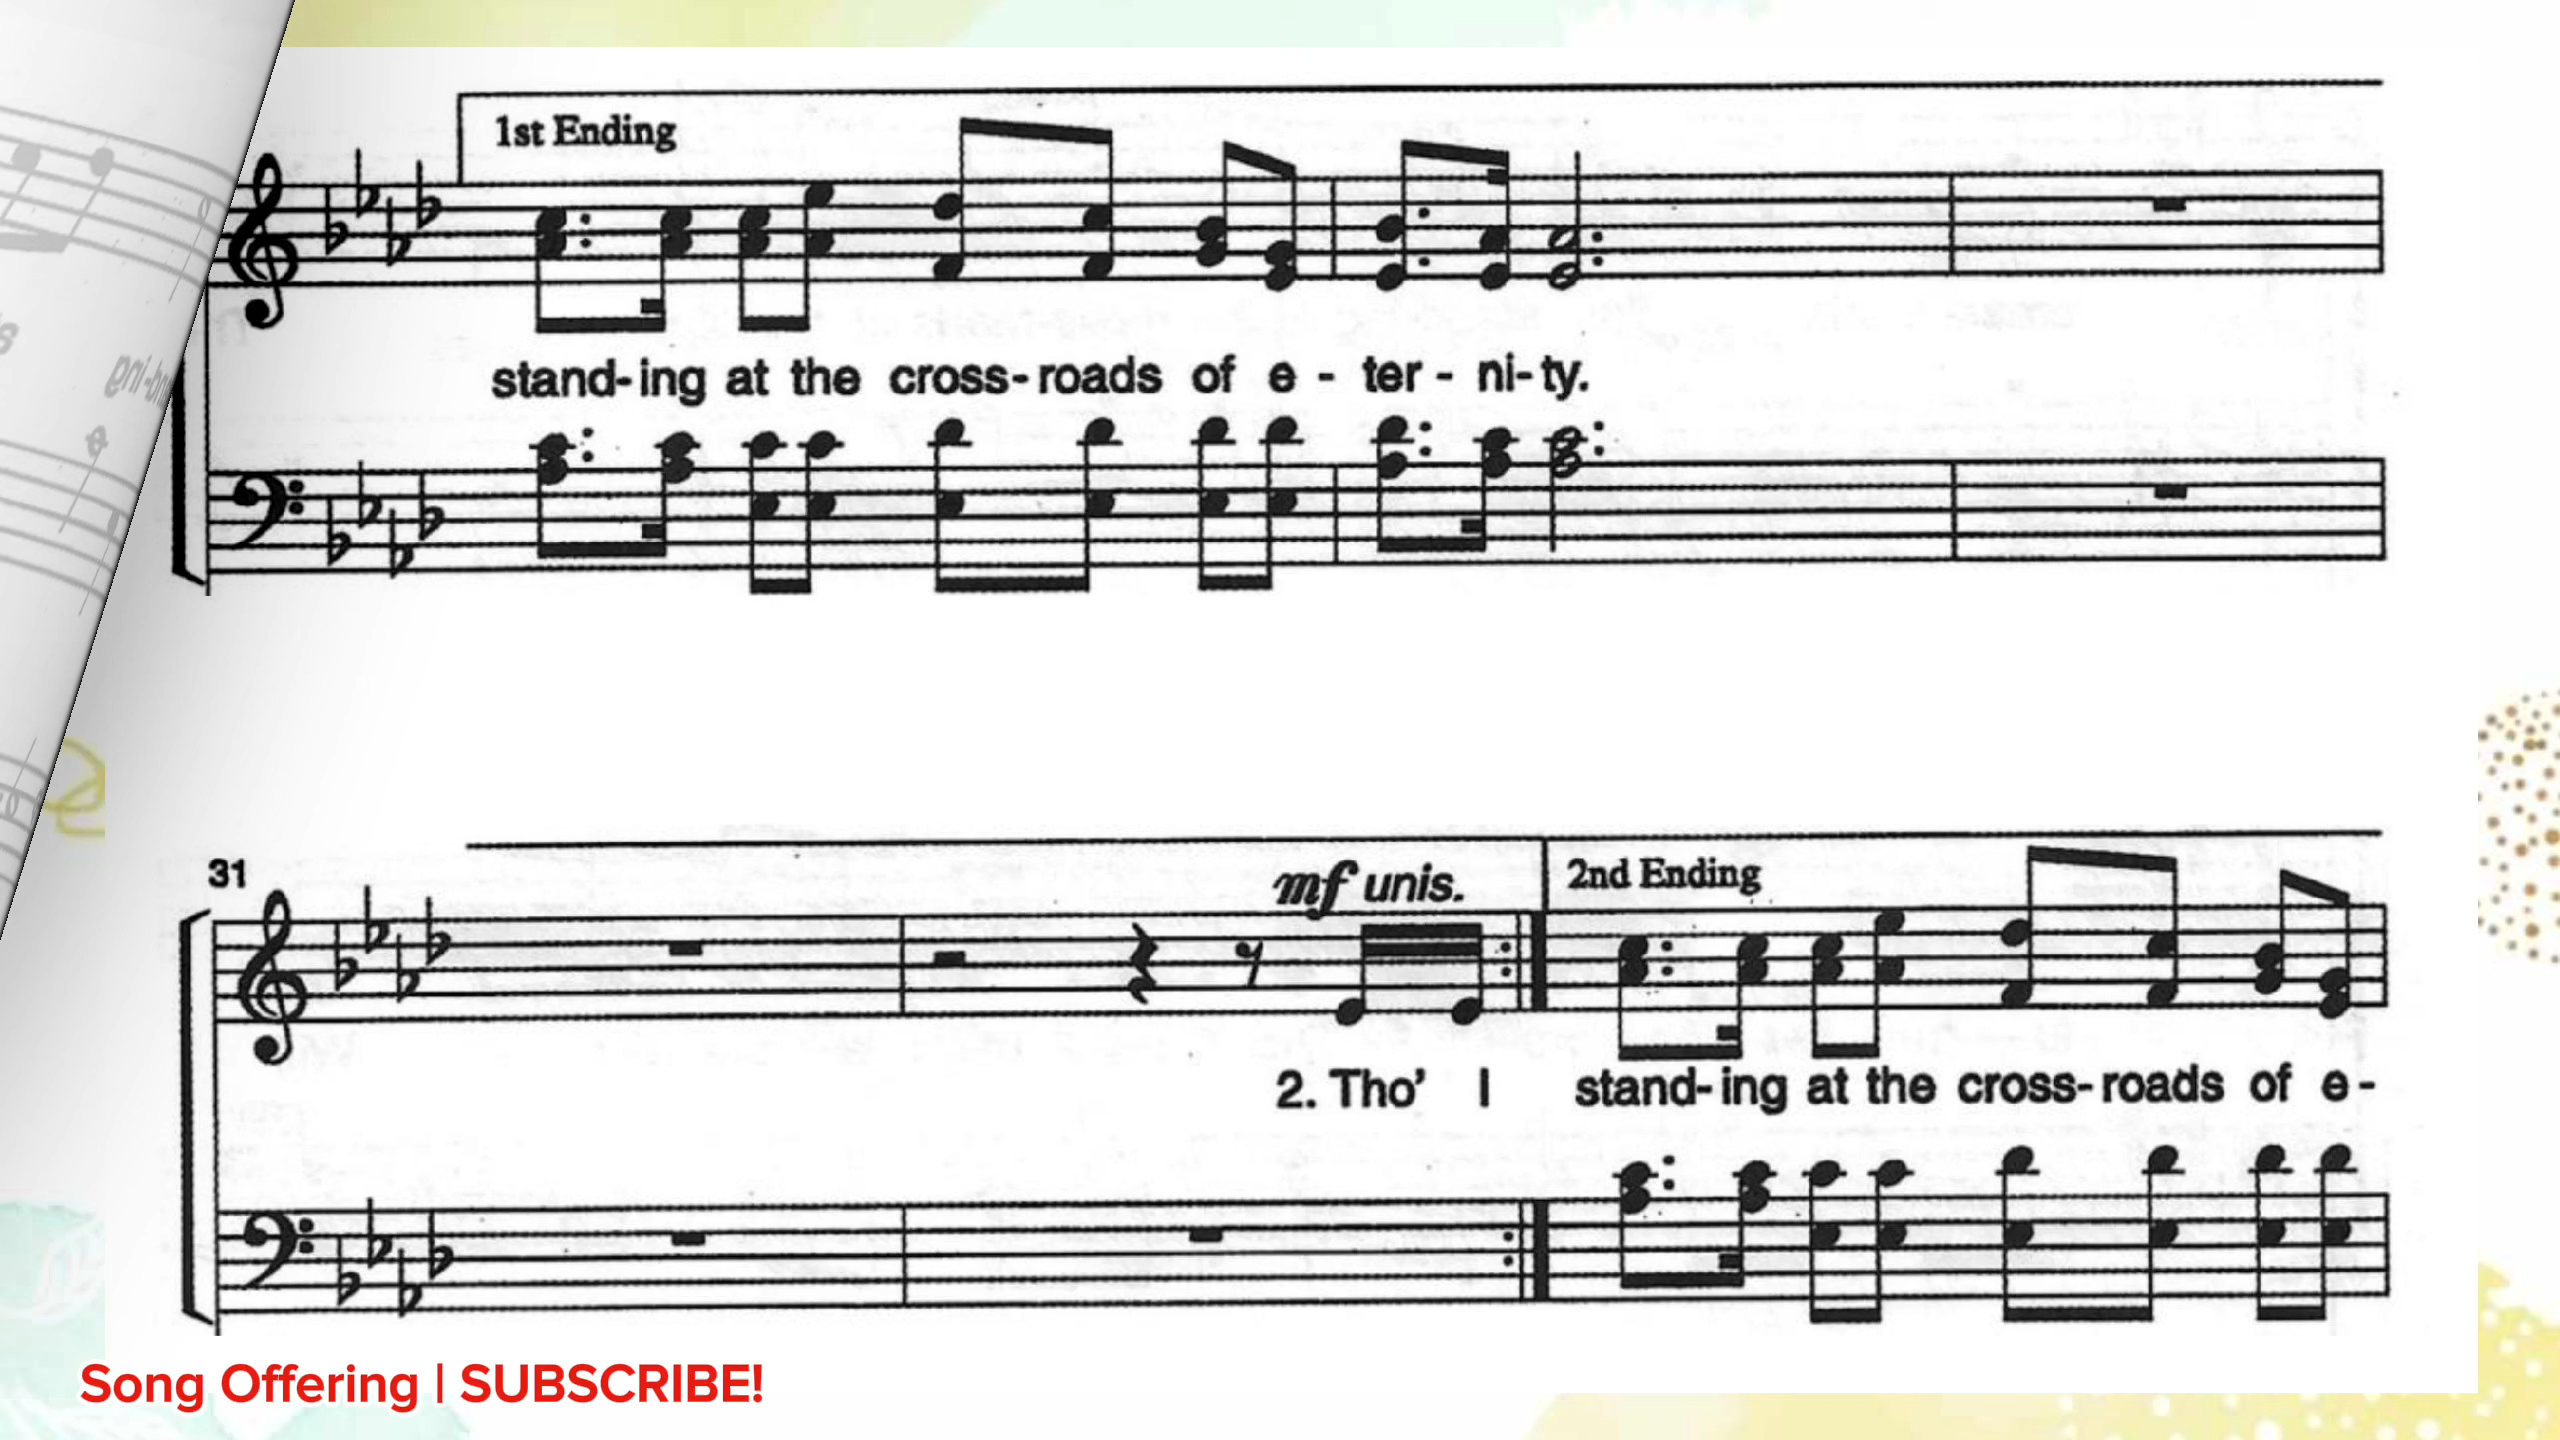 1st Ending
stand-ing at the cross-roads of e - ter - ni-ty.
31
mf unis.
2nd Ending
2. Tho’ I stand-ing at the cross-roads of e-
Song Offering | SUBSCRIBE!